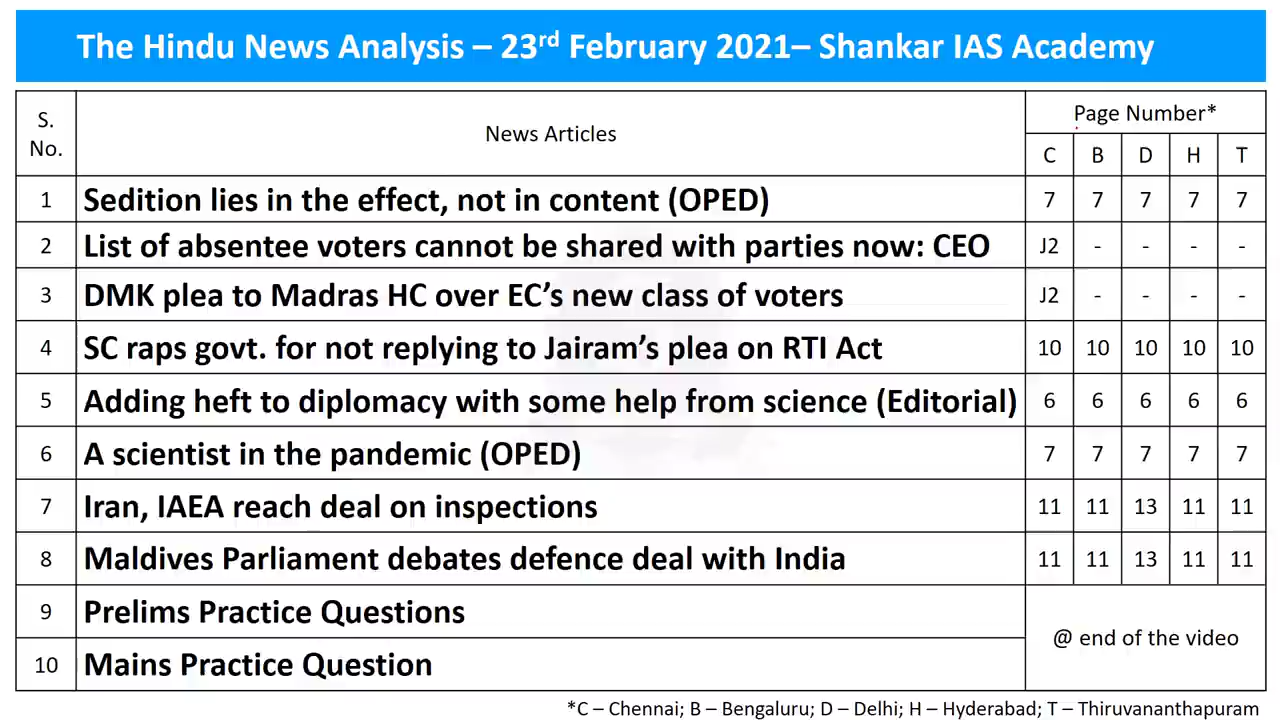 The Hindu News Analysis – 23rd February 2021– Shankar IAS Academy
S. No. News Articles Page Number*
C B D H T
1 Sedition lies in the effect, not in content (OPED) 7 7 7 7 7
2 List of absentee voters cannot be shared with parties now: CEO J2 - - - -
3 DMK plea to Madras HC over EC’s new class of voters J2 - - - -
4 SC raps govt. for not replying to Jairam’s plea on RTI Act 10 10 10 10 10
5 Adding heft to diplomacy with some help from science (Editorial) 6 6 6 6 6
6 A scientist in the pandemic (OPED) 7 7 7 7 7
7 Iran, IAEA reach deal on inspections 11 11 13 11 11
8 Maldives Parliament debates defence deal with India 11 11 13 11 11
9 Prelims Practice Questions
@ end of the video
10 Mains Practice Question
*C – Chennai; B – Bengaluru; D – Delhi; H – Hyderabad; T – Thiruvananthapuram